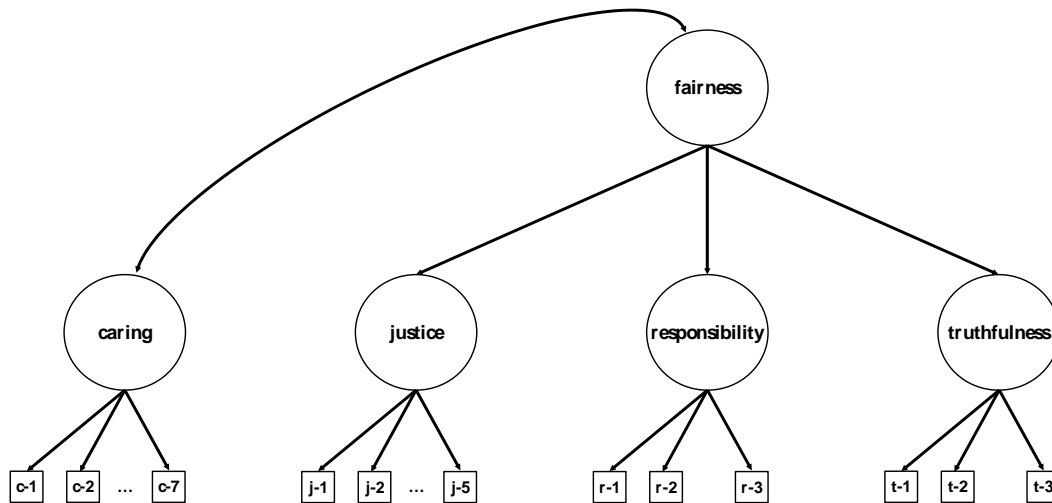 fairness
caring
justice
responsibility
truthfulness
c-1 c-2 ... c-7 j-1 j-2 ... j-5 r-1 r-2 r-3 t-1 t-2 t-3